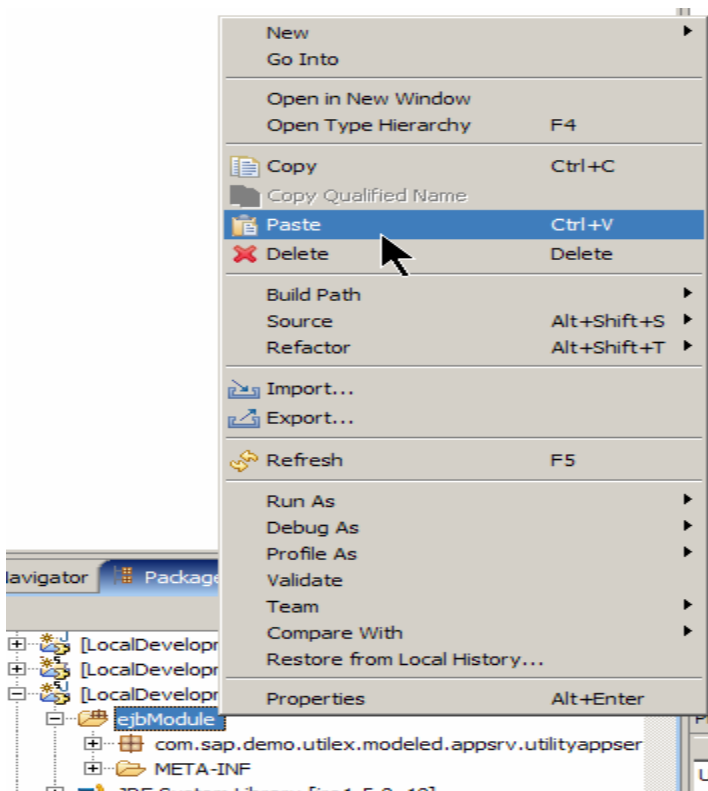 New
Go Into
Open in New Window
Open Type Hierarchy F4
Copy Ctrl+C
Copy Qualified Name
Paste Ctrl+V
Delete Delete
Build Path
Source Alt+Shift+S
Refactor Alt+Shift+T
Import...
Export...
Refresh F5
Run As
Debug As
Profile As
Validate
Team
Compare With
Restore from Local History...
Properties Alt+Enter
avigator Package
[LocalDevelopr
[LocalDevelopr
[LocalDevelopr
ejbModule
com.sap.demo.utilex.modeled.appsrv.utilityappser
META-INF